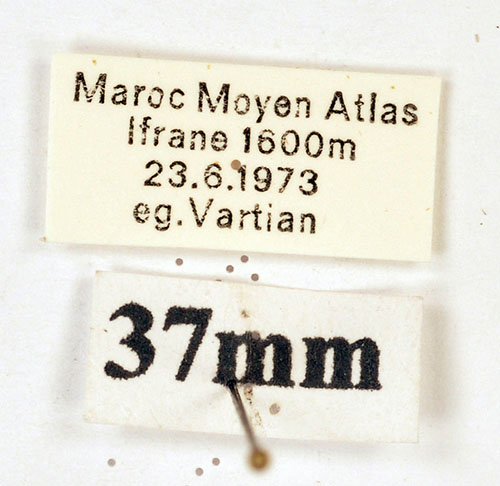 Maroc Moyen Atlas
Ifrane 1600m
23.6.1973
eg.Vartian
37mm